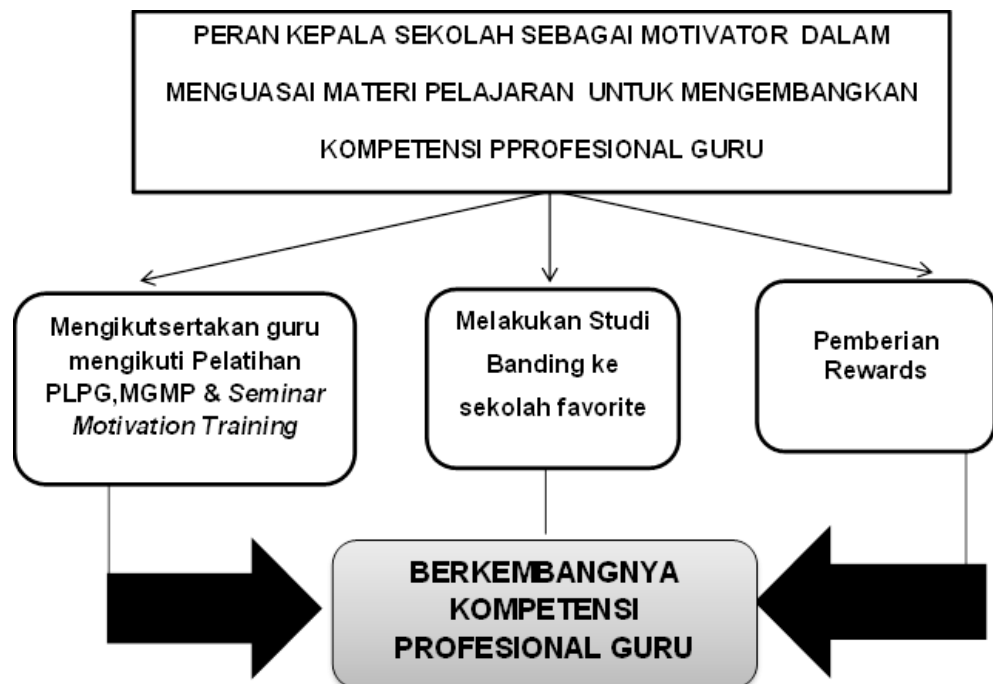 PERAN KEPALA SEKOLAH SEBAGAI MOTIVATOR DALAM
MENGUASAI MATERI PELAJARAN UNTUK MENGEMBANGKAN
KOMPETENSI PPROFESIONAL GURU
Mengikutsertakan guru
mengikuti Pelatihan
PLPG,MGMP & Seminar
Motivation Training
Melakukan Studi
Banding ke
sekolah favorite
Pemberian
Rewards
BERKEMBANGNYA
KOMPETENSI
PROFESIONAL GURU